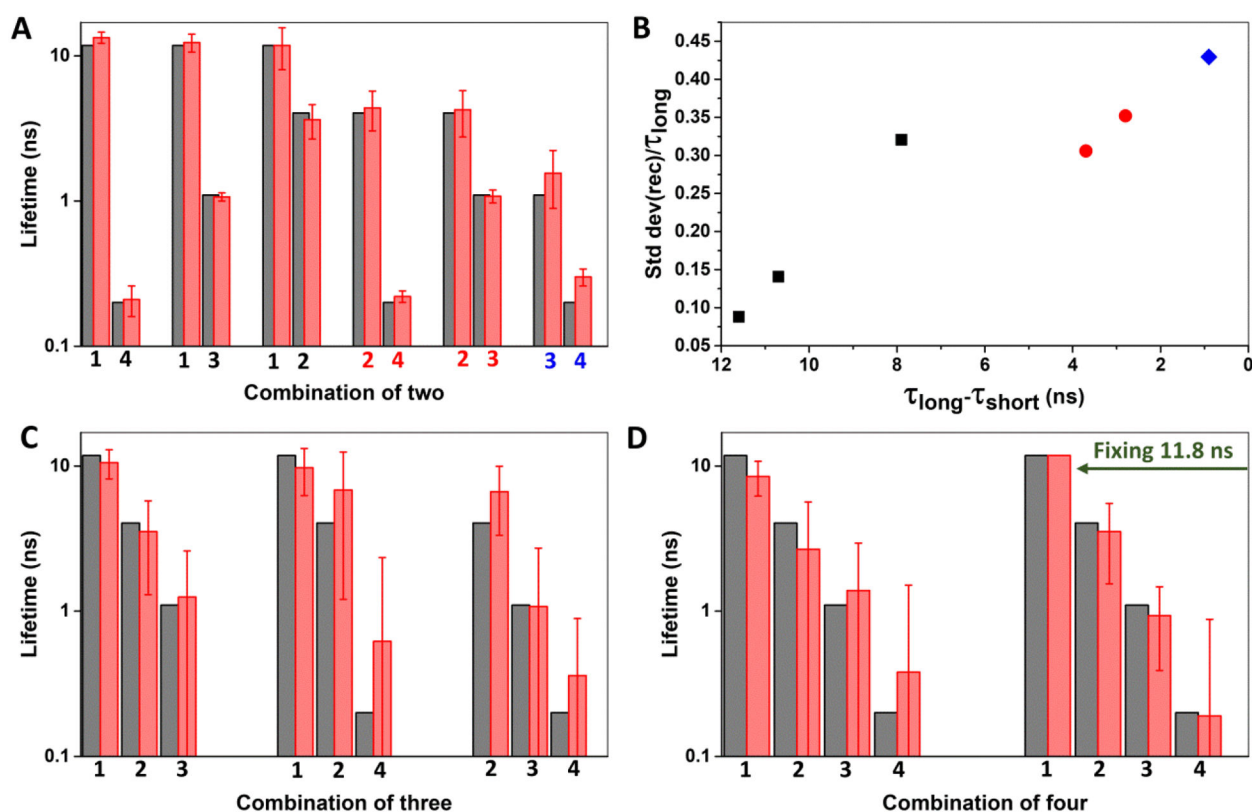 A
Lifetime (ns)
10
1
0.1
1 4 1 3 1 2 2 4 2 3 3 4
Combination of two
B
Std dev(rec)/τlong
0.45
0.40
0.35
0.30
0.25
0.20
0.15
0.10
0.05
12 10 8 6 4 2 0
τlong-τshort (ns)
C
Lifetime (ns)
10
1
0.1
1 2 3 1 2 4 2 3 4
Combination of three
D
Fixing 11.8 ns
Lifetime (ns)
10
1
0.1
1 2 3 4 1 2 3 4
Combination of four